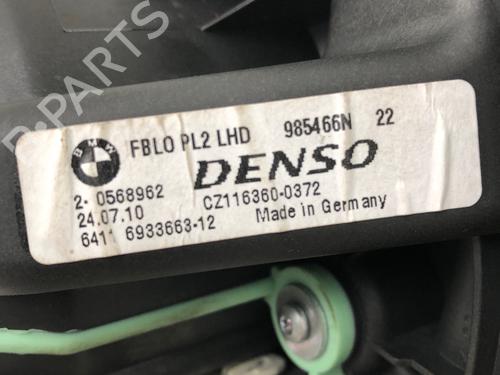 B-PARTS
BMW
FBLO PL2 LHD 985466N 22
DENSO
2. 0568962 CZ116360-0372
24.07.10 Made in Germany
6411 6933663-12